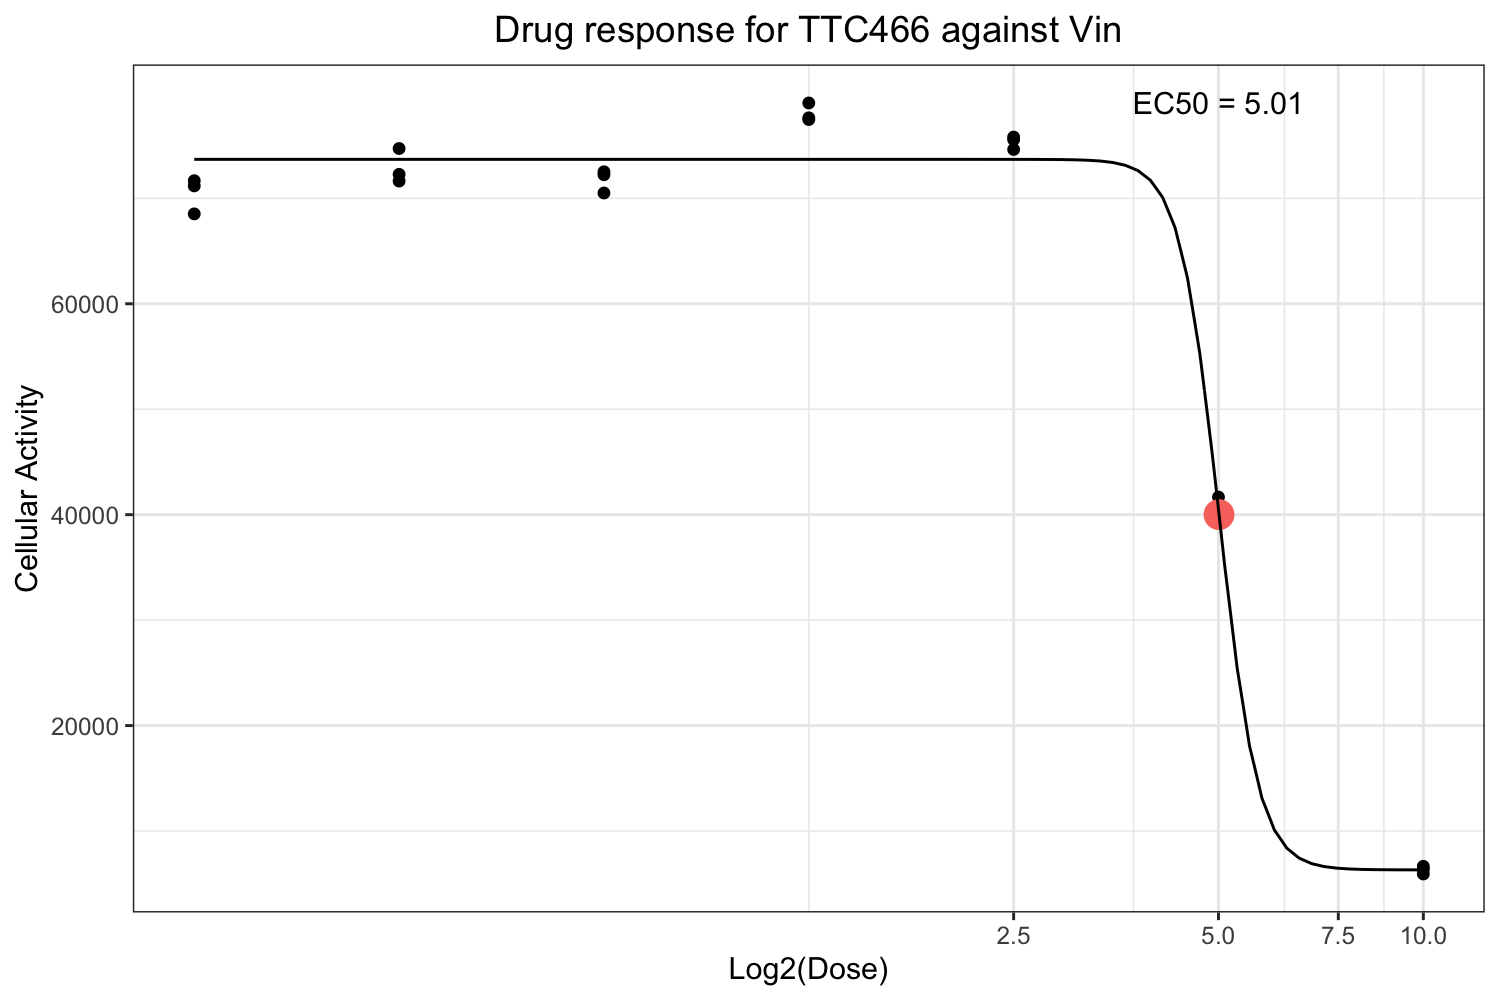 Drug response for TTC466 against Vin
EC50 = 5.01
60000
40000
20000
Cellular Activity
2.5
5.0
7.5
10.0
Log2(Dose)